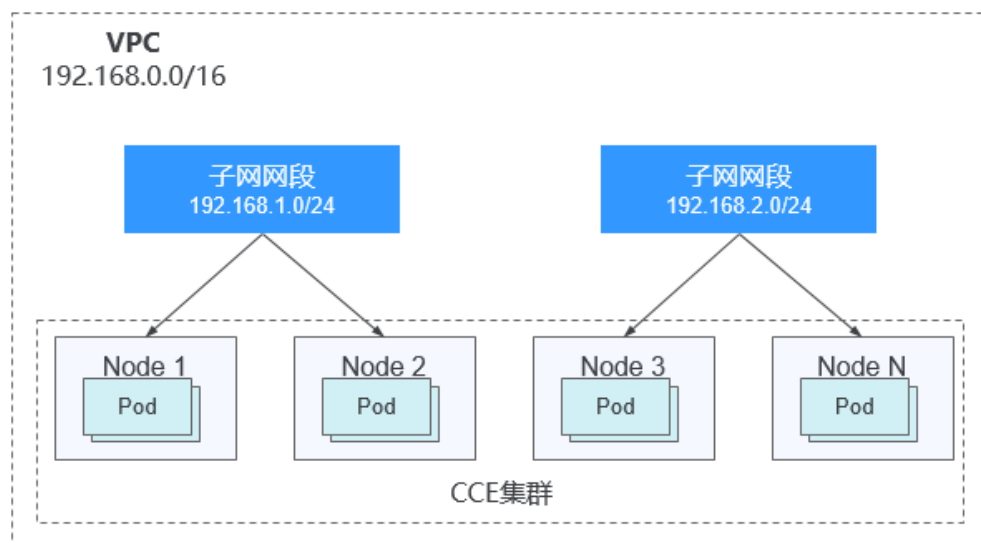 VPC
192.168.0.0/16
子网网段
192.168.1.0/24
子网网段
192.168.2.0/24
Node 1
Pod
Node 2
Pod
Node 3
Pod
Node N
Pod
CCE集群